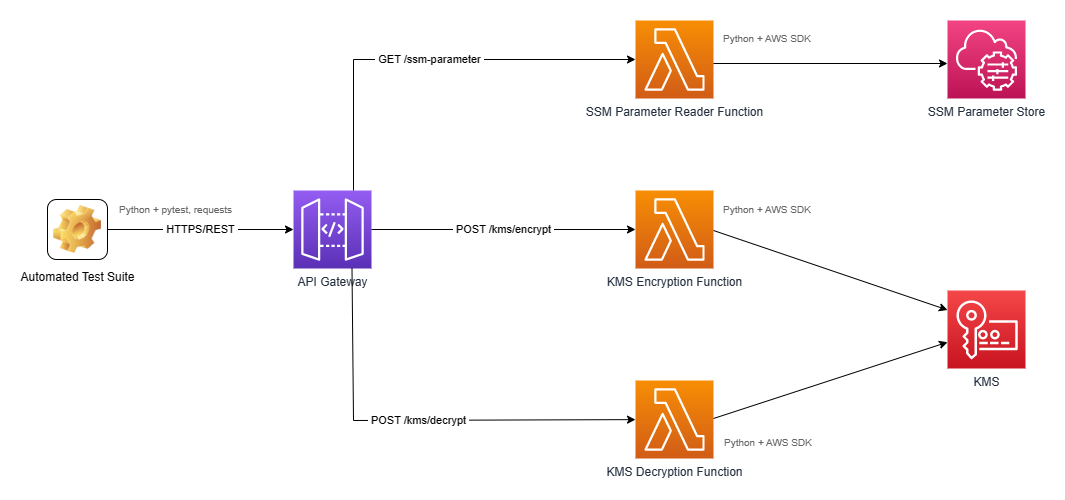 GET /ssm-parameter
Python + AWS SDK
SSM Parameter Reader Function
SSM Parameter Store
Python + pytest, requests
HTTPS/REST
Automated Test Suite
API Gateway
POST /kms/encrypt
Python + AWS SDK
KMS Encryption Function
KMS
POST /kms/decrypt
Python + AWS SDK
KMS Decryption Function